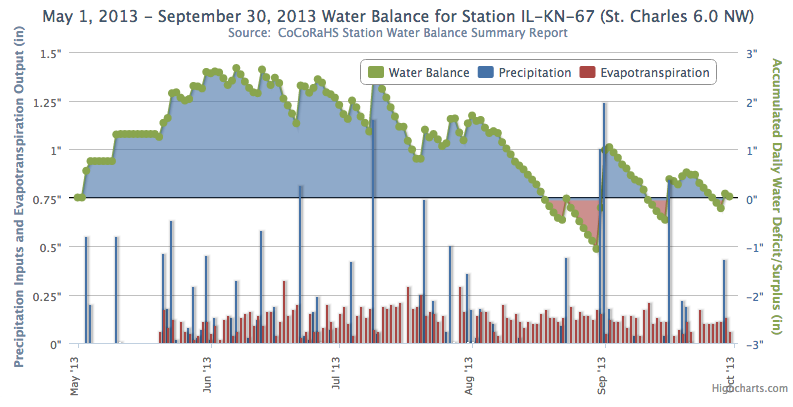 May 1, 2013 – September 30, 2013 Water Balance for Station IL-KN-67 (St. Charles 6.0 NW)
Source: CoCoRaHS Station Water Balance Summary Report
Water Balance Precipitation Evapotranspiration
Precipitation Inputs and Evapotranspiration Output (in)
1.5"
1.25"
1"
0.75"
0.5"
0.25"
0"
3"
2"
1"
0"
-1"
-2"
-3"
Accumulated Daily Water Deficit/Surplus (in)
May '13
Jun '13
Jul '13
Aug '13
Sep '13
Oct '13
Highcharts.com